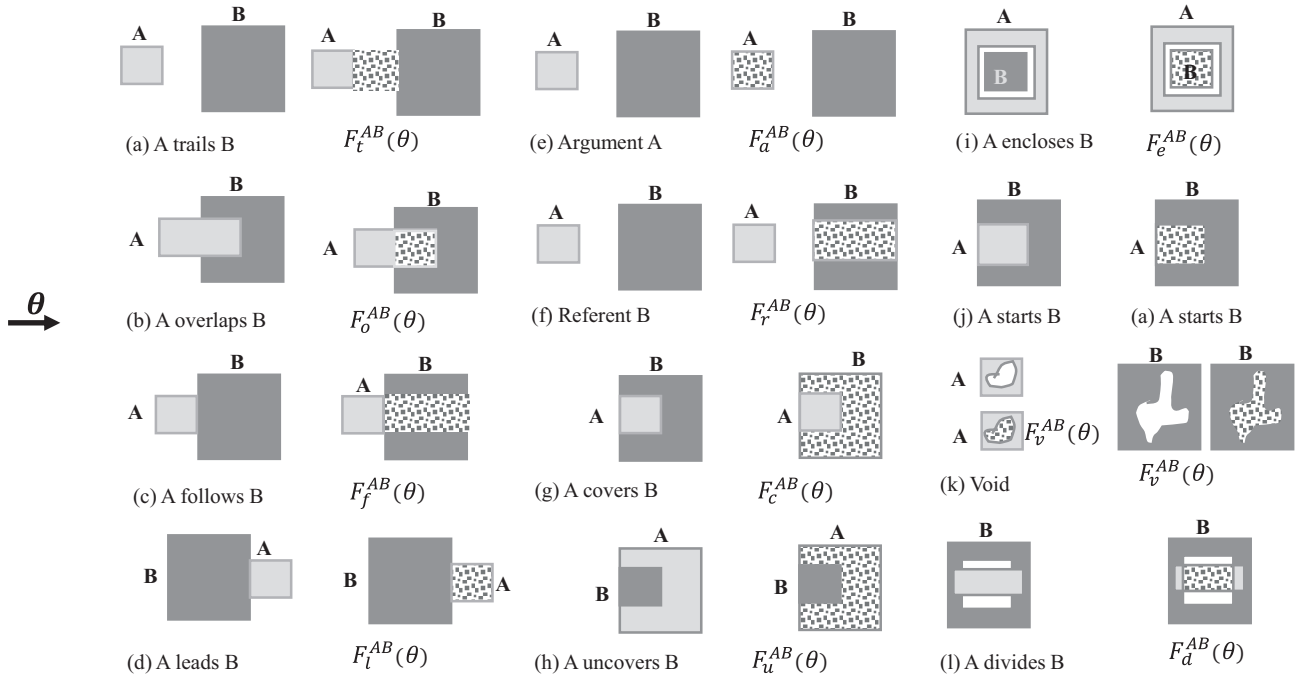 A B A B
(a) A trails B F_t^{AB}(θ)
A B A B
(e) Argument A F_a^{AB}(θ)
A B A B
(i) A encloses B F_e^{AB}(θ)
θ
A B A B
(b) A overlaps B F_o^{AB}(θ)
A B A B
(f) Referent B F_r^{AB}(θ)
A B A B
(j) A starts B (a) A starts B
A B A B
(c) A follows B F_f^{AB}(θ)
A B A B
(g) A covers B F_c^{AB}(θ)
A B B
A F_v^{AB}(θ)
(k) Void F_v^{AB}(θ)
B A B A
(d) A leads B F_l^{AB}(θ)
B A B A
(h) A uncovers B F_u^{AB}(θ)
B B
(l) A divides B F_d^{AB}(θ)